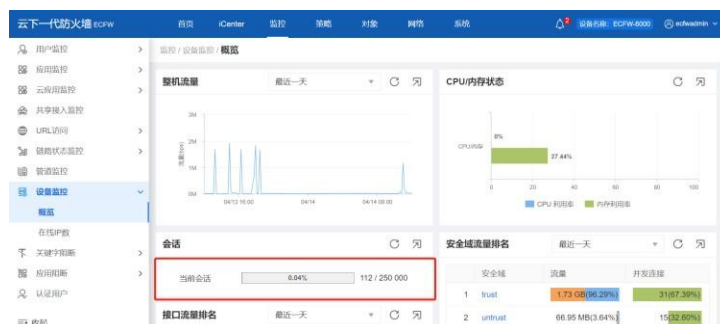 云下一代防火墙 ECFW 首页 iCenter 监控 策略 对象 网络 系统 2 设备名称: ECFW-6000 ecfwadmin
用户监控
应用监控
云应用监控
共享接入监控
URL访问
链路状态监控
管道监控
设备监控
概览
在线IP数
关键字阻断
应用阻断
认证用户
收起
监控 / 设备监控 / 概览
整机流量 最近一天
流量(bps)
3M
2M
1M
0M
04/13 16:00 04/14 04/14 08:00
CPU/内存状态
CPU/内存
6%
27.44%
0 20 40 60 80 100
CPU 利用率 内存利用率
会话
当前会话 0.04% 112 / 250 000
安全域流量排名 最近一天
安全域 流量 并发连接
1 trust 1.73 GB(96.29%) 31(67.39%)
2 untrust 66.95 MB(3.64%) 15(32.60%)
接口流量排名 最近一天